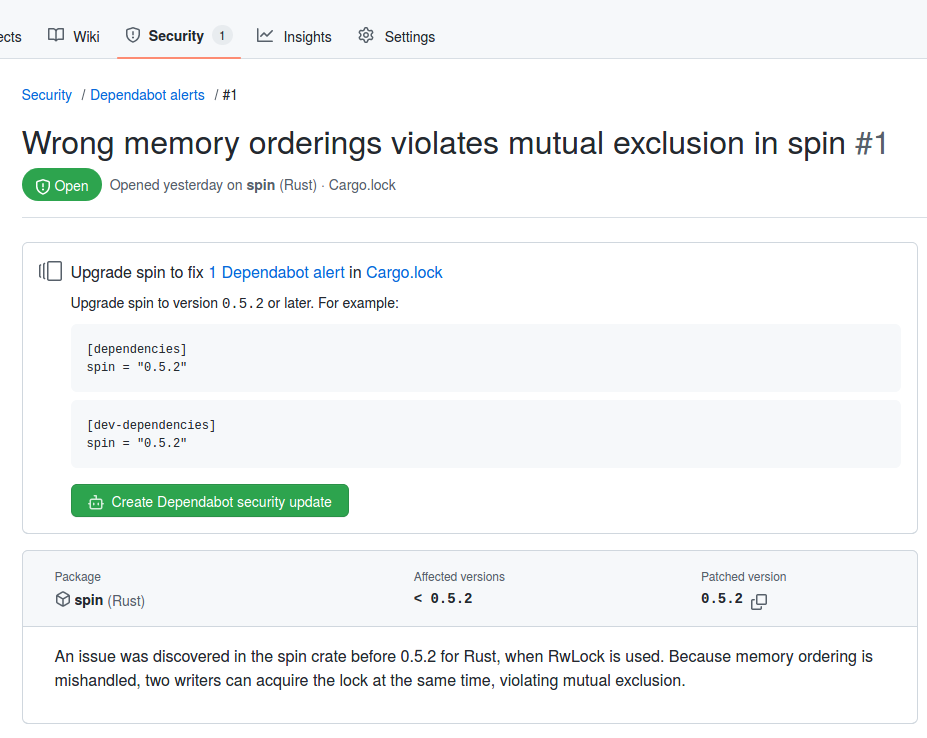 ects Wiki Security 1 Insights Settings
Security / Dependabot alerts / #1
Wrong memory orderings violates mutual exclusion in spin #1
Open Opened yesterday on spin (Rust) · Cargo.lock
Upgrade spin to fix 1 Dependabot alert in Cargo.lock
Upgrade spin to version 0.5.2 or later. For example:
[dependencies]
spin = "0.5.2"
[dev-dependencies]
spin = "0.5.2"
Create Dependabot security update
Package Affected versions Patched version
spin (Rust) < 0.5.2 0.5.2
An issue was discovered in the spin crate before 0.5.2 for Rust, when RwLock is used. Because memory ordering is
mishandled, two writers can acquire the lock at the same time, violating mutual exclusion.